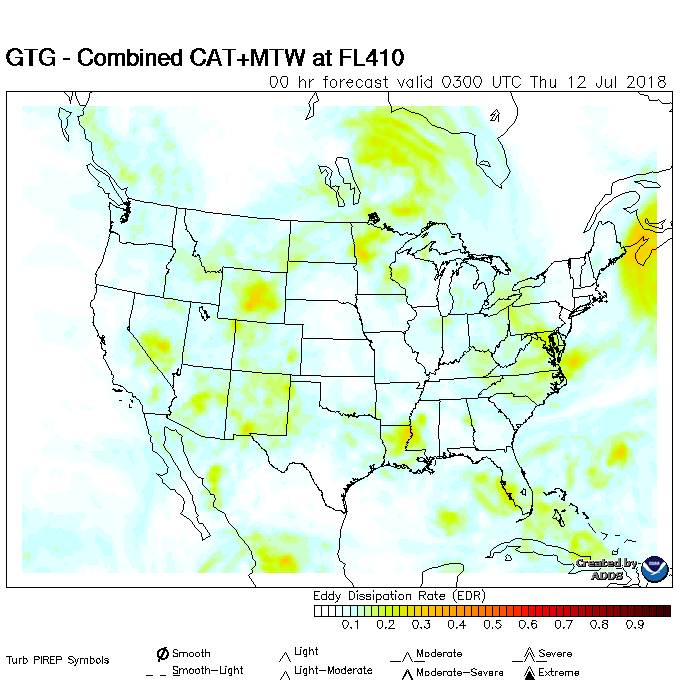 GTG - Combined CAT+MTW at FL410
00 hr forecast valid 0300 UTC Thu 12 Jul 2018
Created by
ADDS
Eddy Dissipation Rate (EDR)
0.1 0.2 0.3 0.4 0.5 0.6 0.7 0.8 0.9
Turb PIREP Symbols
Smooth
Light
Moderate
Severe
Smooth-Light
Light-Moderate
Moderate-Severe
Extreme